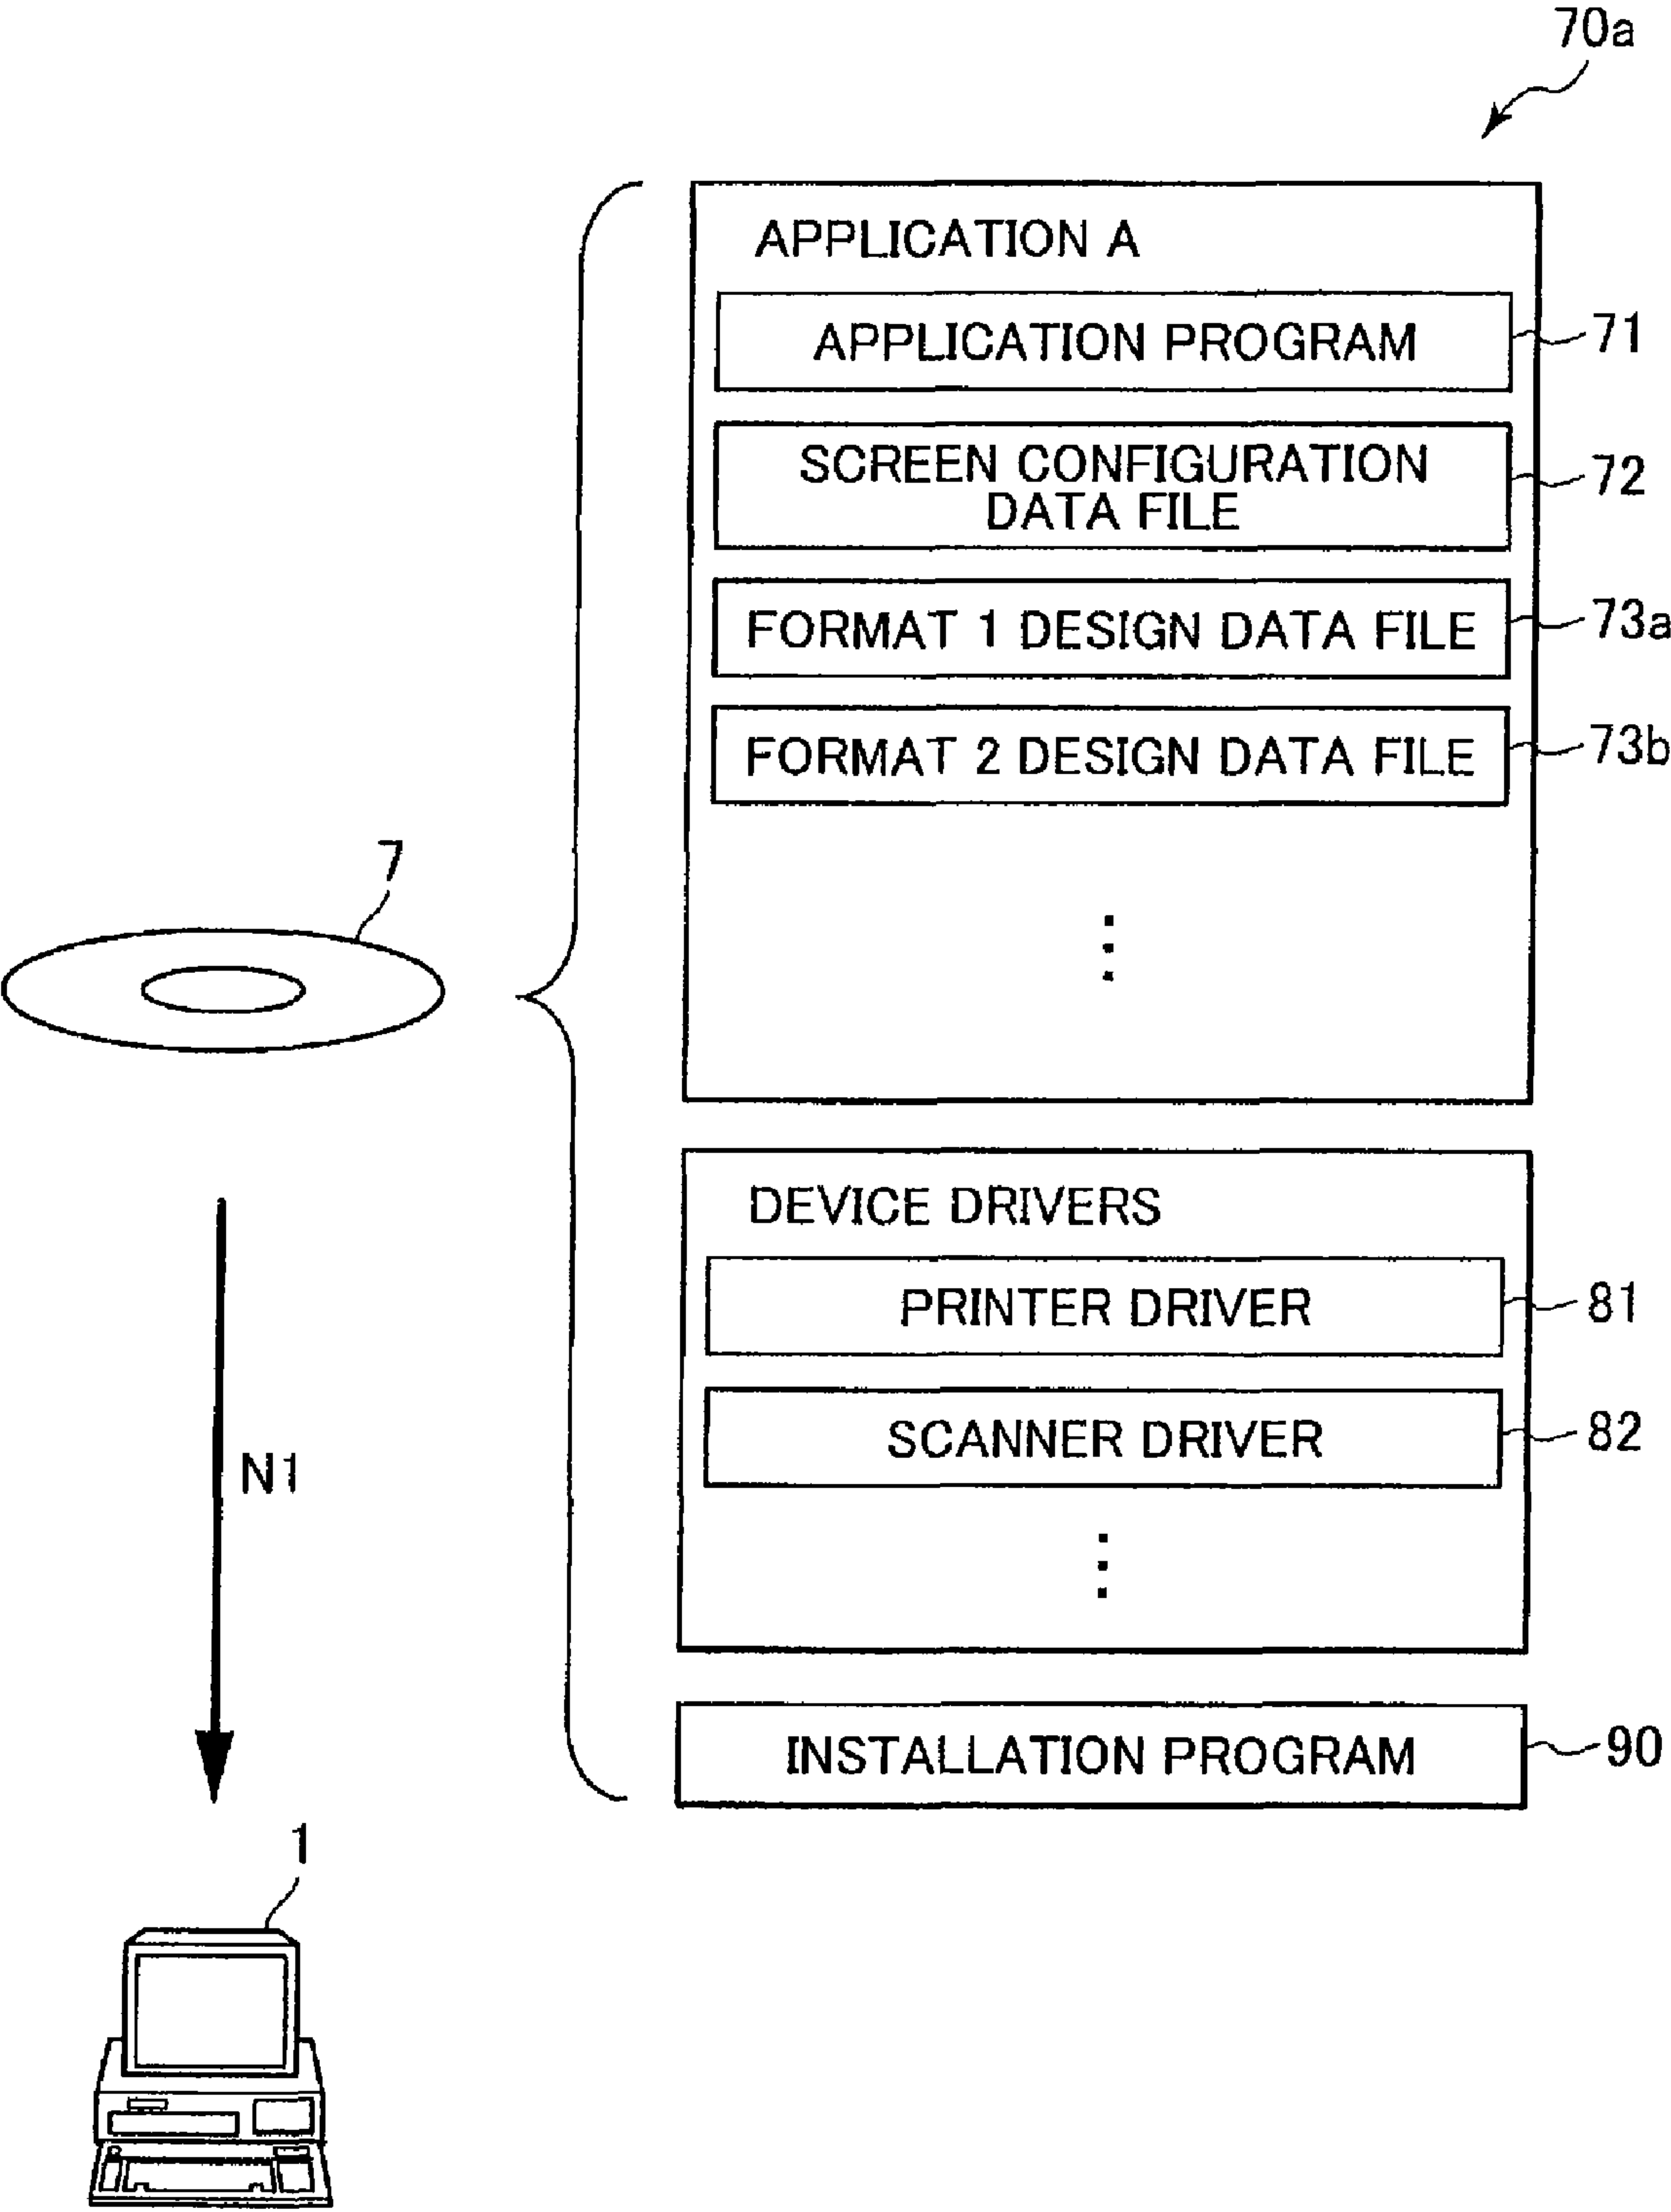 70a
APPLICATION A
APPLICATION PROGRAM
71
SCREEN CONFIGURATION
DATA FILE
72
FORMAT 1 DESIGN DATA FILE
73a
FORMAT 2 DESIGN DATA FILE
73b
7
DEVICE DRIVERS
PRINTER DRIVER
81
SCANNER DRIVER
82
N1
INSTALLATION PROGRAM
90
1